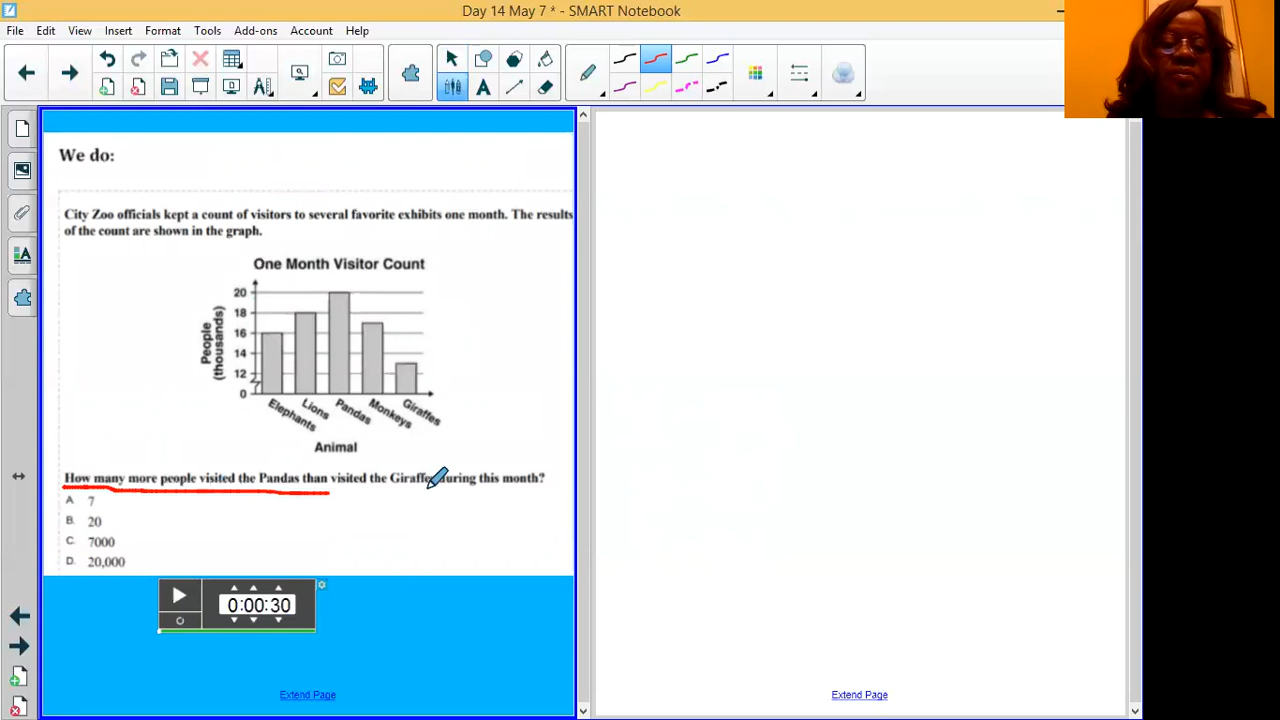 Day 14 May 7 * - SMART Notebook
File Edit View Insert Format Tools Add-ons Account Help
We do:
City Zoo officials kept a count of visitors to several favorite exhibits one month. The results
of the count are shown in the graph.
One Month Visitor Count
People
(thousands)
20
18
16
14
12
0
Elephants
Lions
Pandas
Monkeys
Giraffes
Animal
How many more people visited the Pandas than visited the Giraffes during this month?
A 7
B. 20
C. 7000
D. 20,000
0:00:30
Extend Page
Extend Page